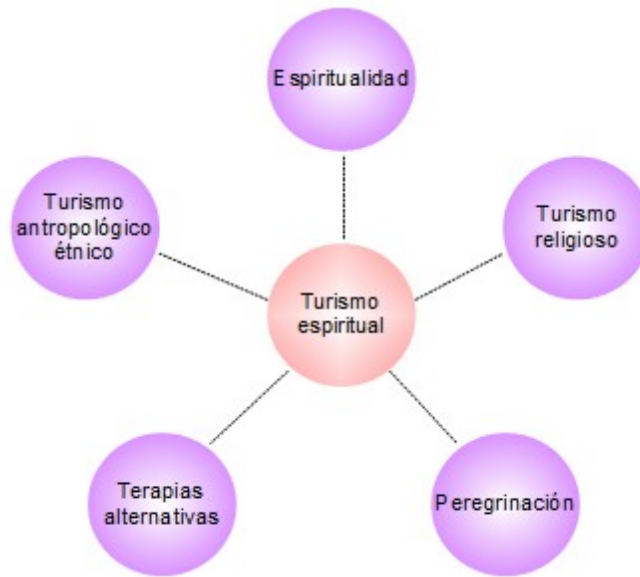 Espiritualidad
Turismo
antropológico
étnico
Turismo
religioso
Turismo
espiritual
Terapias
alternativas
Peregrinación